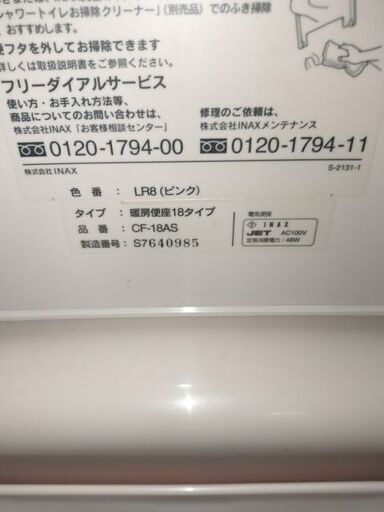 シャワートイレお掃除クリーナー」(別売品)でのふき掃除
おすすめします。
フタを外してお掃除できます。
しくは取扱説明書をご参照ください。
フリーダイアルサービス
使い方・お手入れ方法等、
商品についてのお問い合わせは、
株式会社INAX「お客様相談センター」
0120-1794-00
修理のご依頼は、
株式会社INAXメンテナンス
0120-1794-11
株式会社 INAX
S-2131-1
色番: LR8(ピンク)
タイプ: 暖房便座18タイプ
品番: CF-18AS
製造番号: S7640985
電気便座
INAX
JET AC100V
定格消費電力: 48W